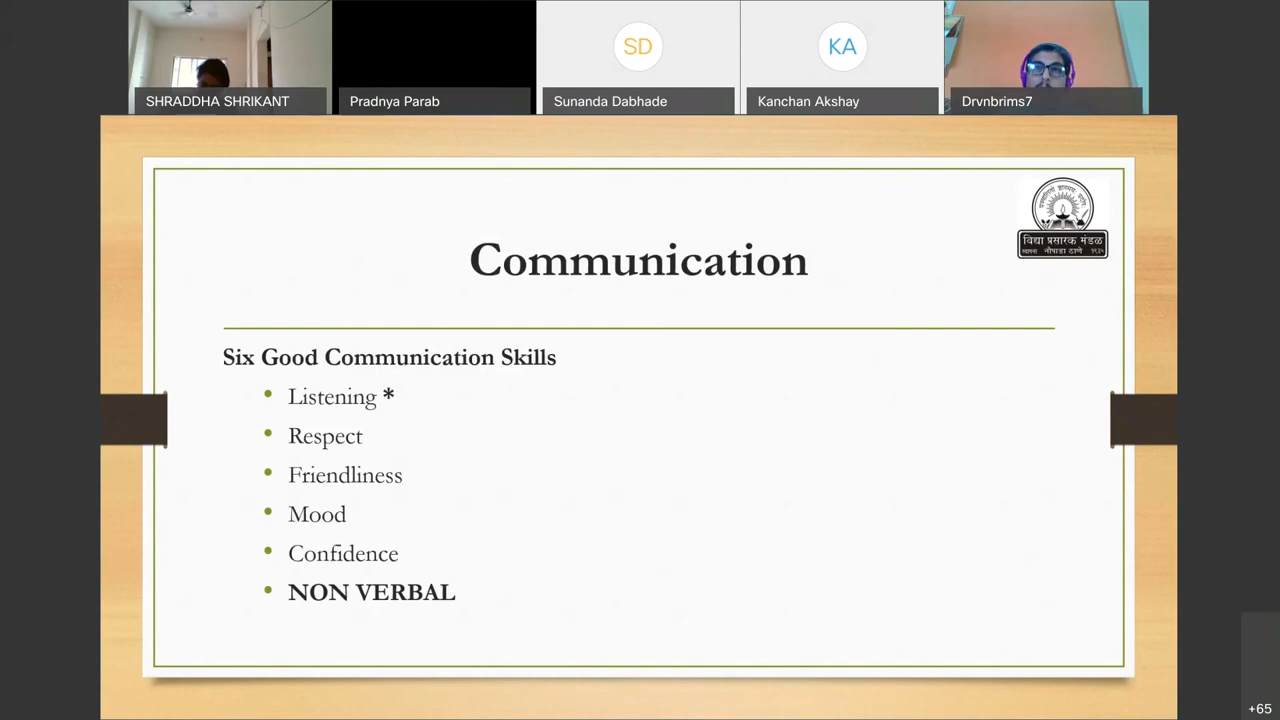 SHRADDHA SHRIKANT
Pradnya Parab
SD
Sunanda Dabhade
KA
Kanchan Akshay
Drvnbrims7
विद्या प्रसारक मंडळ
नौपाडा ठाणे
Communication
Six Good Communication Skills
• Listening *
• Respect
• Friendliness
• Mood
• Confidence
• NON VERBAL
+65